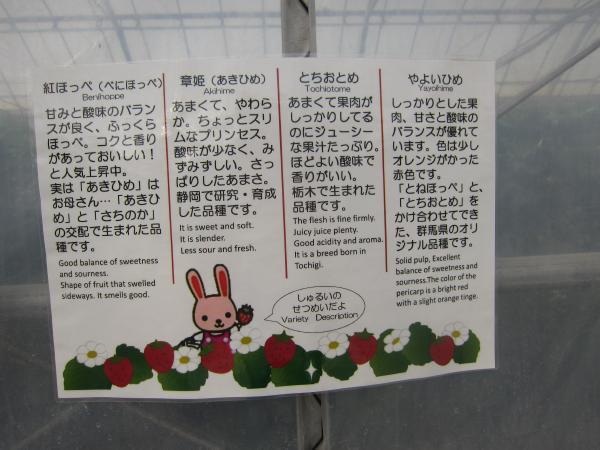 紅ほっぺ（べにほっぺ）
Benihoppe
甘みと酸味のバラン
スが良く、ふっくら
ほっぺ。コクと香り
があっておいしい！
と人気上昇中。
実は「あきひめ」は
お母さん…「あきひ
め」と「さちのか」
の交配で生まれた品
種です。
Good balance of sweetness
and sourness.
Shape of fruit that swelled
sideways. It smells good.
章姫（あきひめ）
Akihime
あまくて、やわら
か。ちょっとスリ
ムなプリンセス。
酸味が少なく、み
ずみずしい。さっ
ぱりしたあまさ。
静岡で研究・育成
した品種です。
It is sweet and soft.
It is slender.
Less sour and fresh.
とちおとめ
Tochiotome
あまくて果肉が
しっかりしてる
のにジューシー
な果汁たっぷり。
ほどよい酸味で
香りがいい。
栃木で生まれた
品種です。
The flesh is fine firmly.
Juicy juice plenty.
Good acidity and aroma.
It is a breed born in
Tochigi.
やよいひめ
Yayoihime
しっかりとした果
肉、甘さと酸味の
バランスが優れて
います。色は少し
オレンジがかった
赤色です。
「とねほっぺ」と、
「とちおとめ」を
かけ合わせてでき
た、群馬県のオリ
ジナル品種です。
Solid pulp, Excellent
balance of sweetness and
sourness.The color of the
pericarp is a bright red
with a slight orange tinge.
しゅるいの
せつめいだよ
Variety Description